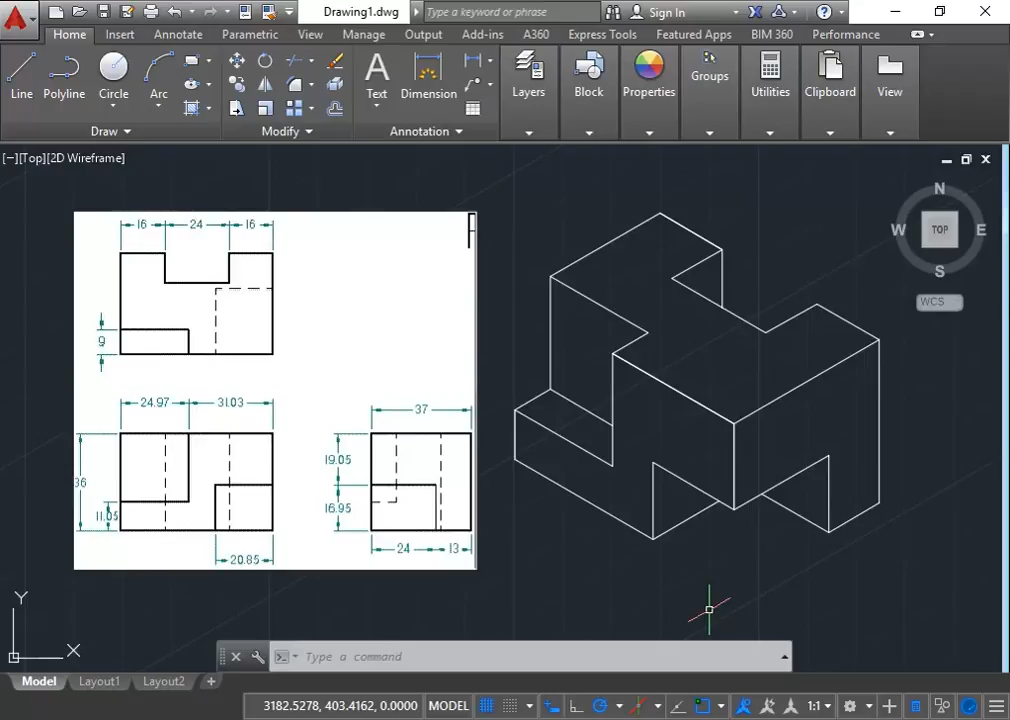 Drawing1.dwg
Type a keyword or phrase
Sign In
Home Insert Annotate Parametric View Manage Output Add-ins A360 Express Tools Featured Apps BIM 360 Performance
Line Polyline Circle Arc Text Dimension Layers Block Properties Groups Utilities Clipboard View
Draw Modify Annotation
[−][Top][2D Wireframe]
N
W TOP E
S
WCS
16 24 16
9
24.97 31.03
37
36
11.05
19.05
16.95
20.85
24 13
Y
X
Type a command
Model Layout1 Layout2 +
3182.5278, 403.4162, 0.0000 MODEL 1:1